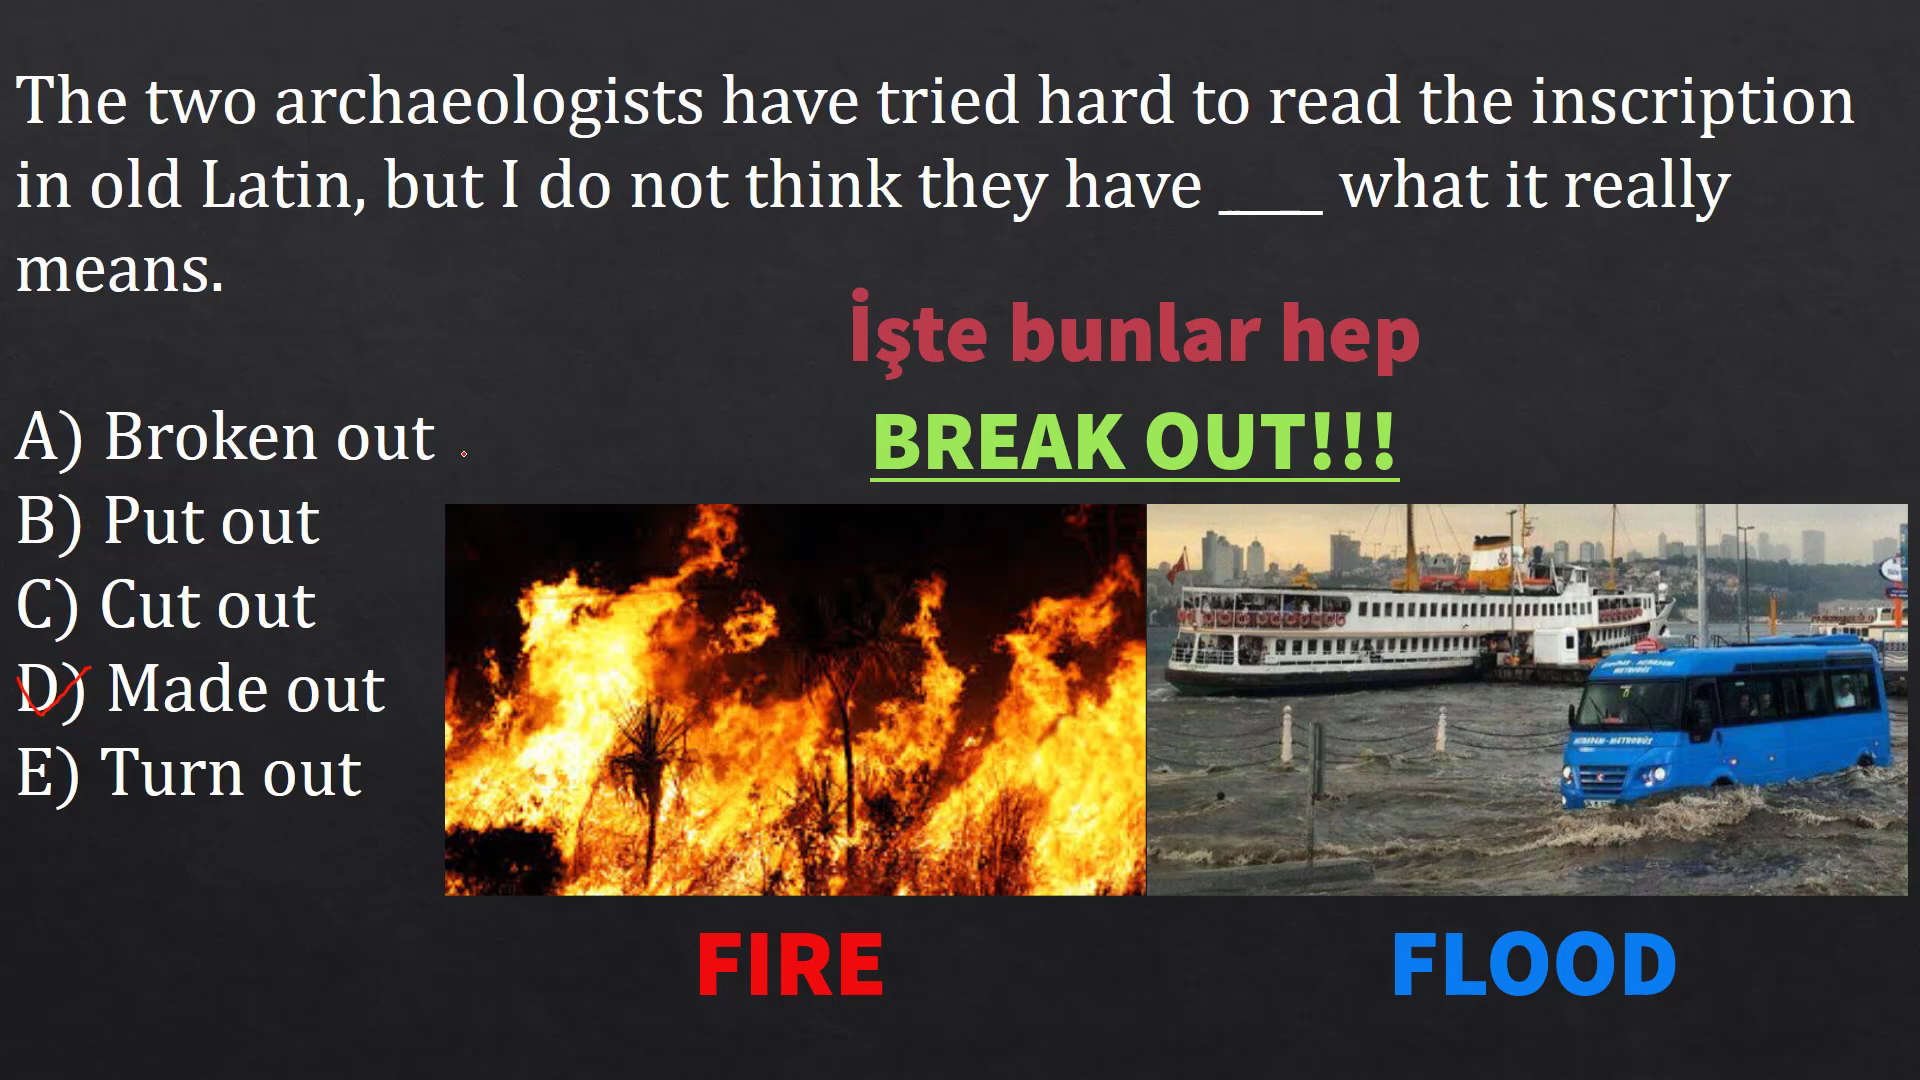 The two archaeologists have tried hard to read the inscription
in old Latin, but I do not think they have ____ what it really
means.
İşte bunlar hep
BREAK OUT!!!
A) Broken out
B) Put out
C) Cut out
D) Made out
E) Turn out
FIRE
FLOOD